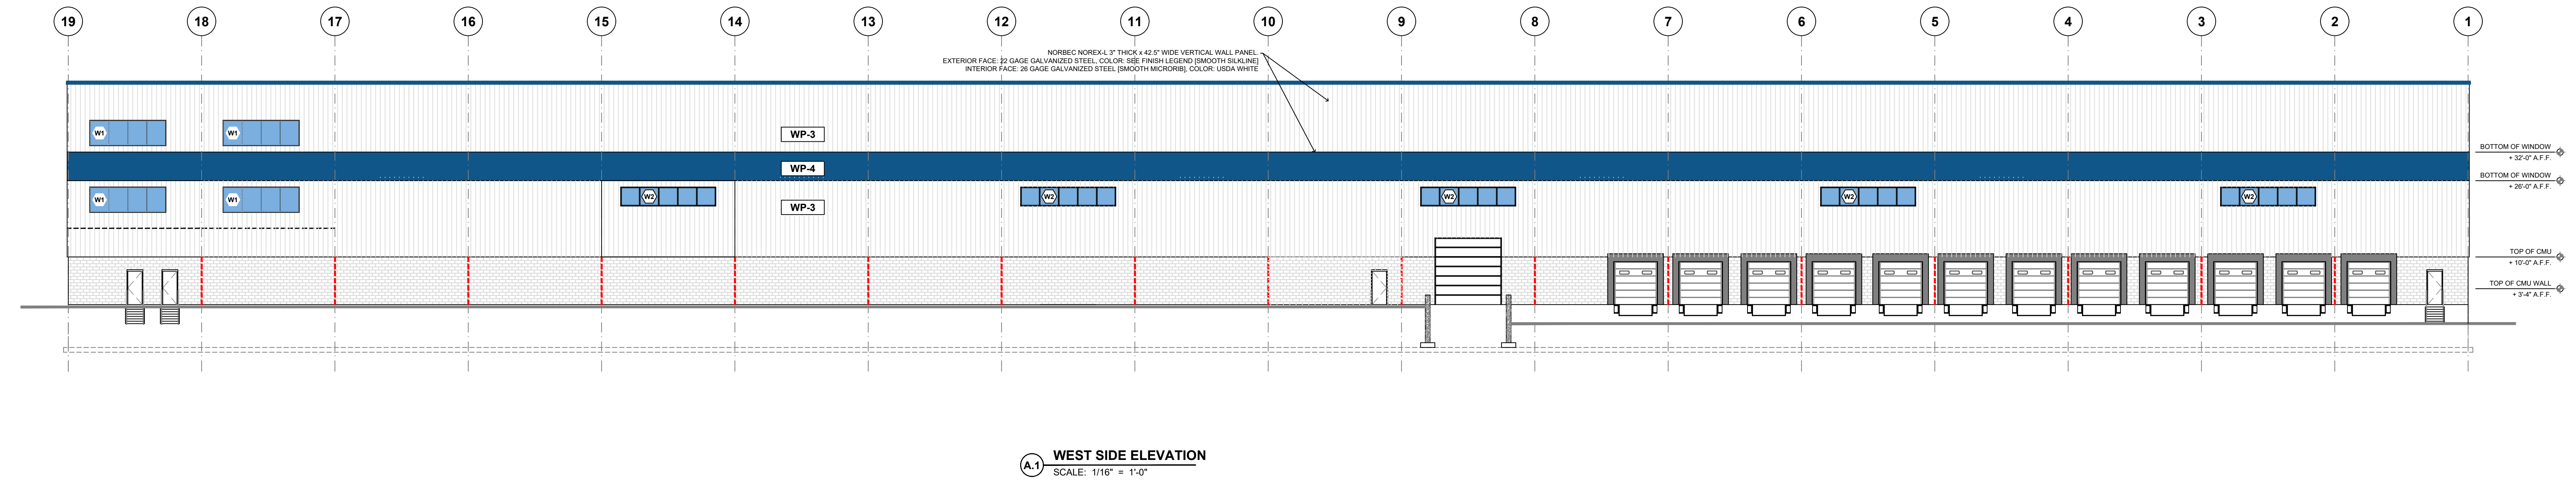 19 18 17 16 15 14 13 12 11 10 9 8 7 6 5 4 3 2 1
NORBEC NOREX-L 3" THICK x 42.5" WIDE VERTICAL WALL PANEL.
EXTERIOR FACE: 22 GAGE GALVANIZED STEEL, COLOR: SEE FINISH LEGEND [SMOOTH SILKLINE]
INTERIOR FACE: 26 GAGE GALVANIZED STEEL [SMOOTH MICRORIB], COLOR: USDA WHITE
W1 W1 WP-3
BOTTOM OF WINDOW
+ 32'-0" A.F.F.
WP-4
BOTTOM OF WINDOW
+ 26'-0" A.F.F.
W1 W1 W2 W2 W2 W2 W2
WP-3
TOP OF CMU
+ 10'-0" A.F.F.
TOP OF CMU WALL
+ 3'-4" A.F.F.
A.1 WEST SIDE ELEVATION
SCALE: 1/16" = 1'-0"